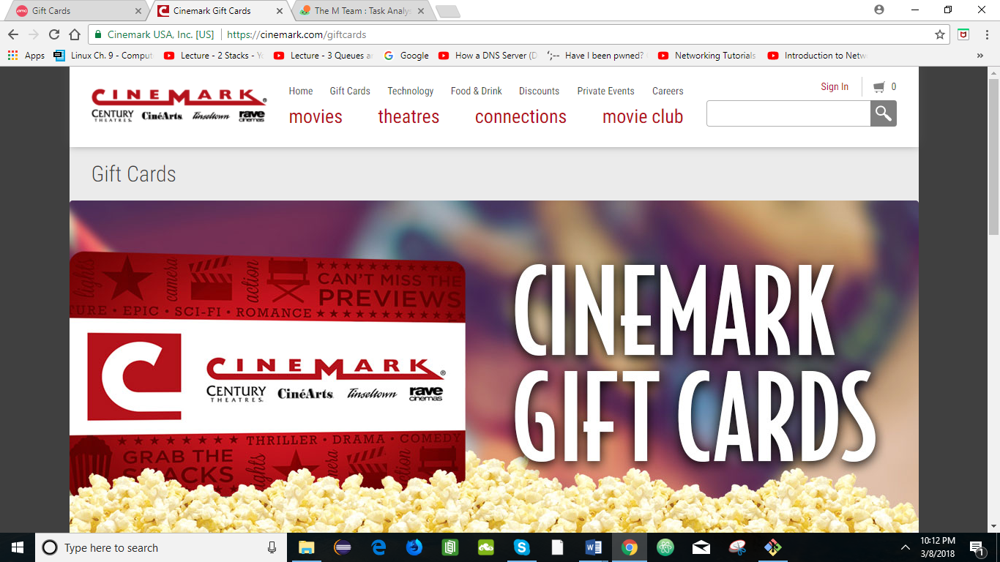 Gift Cards
Cinemark Gift Cards
The M Team : Task Analys
Cinemark USA, Inc. [US]
https://cinemark.com/giftcards
Apps
Linux Ch. 9 - Comput
Lecture - 2 Stacks - Yo
Lecture - 3 Queues an
Google
How a DNS Server (D
Have I been pwned?
Networking Tutorials
Introduction to Netw
»
CINEMARK®
CENTURY THEATRES. CinéArts Tinseltown rave cinemas
Home Gift Cards Technology Food & Drink Discounts Private Events Careers
movies theatres connections movie club
Sign In 0
Gift Cards
lights camera action CAN'T MISS THE
PREVIEWS
TURE • EPIC • SCI-FI • ROMANCE
C
CINEMARK®
CENTURY THEATRES. CinéArts Tinseltown rave cinemas
THRILLER • DRAMA • COMEDY
GRAB THE
SNACKS
CINEMARK
GIFT CARDS
Type here to search
10:12 PM
3/8/2018
1